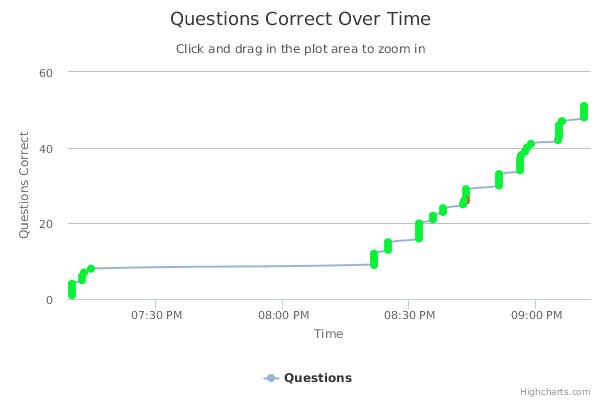 Questions Correct Over Time
Click and drag in the plot area to zoom in
Questions Correct
60
40
20
0
07:30 PM
08:00 PM
08:30 PM
09:00 PM
Time
Questions
Highcharts.com